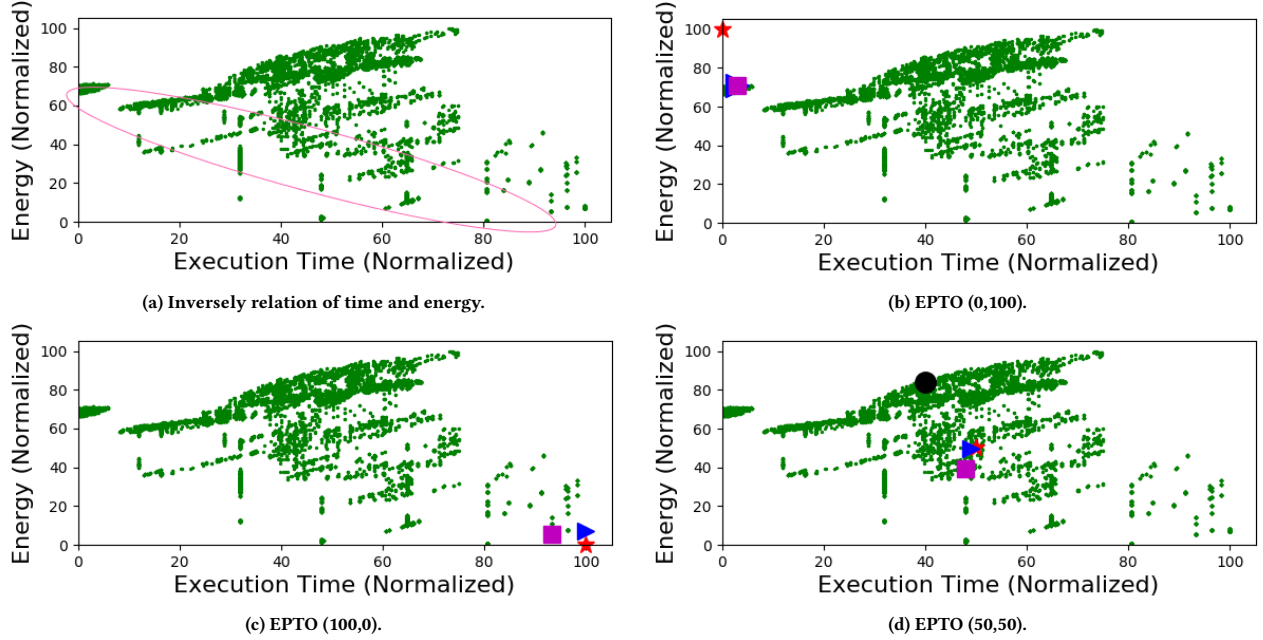 Energy (Normalized)
100
80
60
40
20
0
0 20 40 60 80 100
Execution Time (Normalized)
(a) Inversely relation of time and energy.
Energy (Normalized)
100
80
60
40
20
0
0 20 40 60 80 100
Execution Time (Normalized)
(b) EPTO (0,100).
Energy (Normalized)
100
80
60
40
20
0
0 20 40 60 80 100
Execution Time (Normalized)
(c) EPTO (100,0).
Energy (Normalized)
100
80
60
40
20
0
0 20 40 60 80 100
Execution Time (Normalized)
(d) EPTO (50,50).